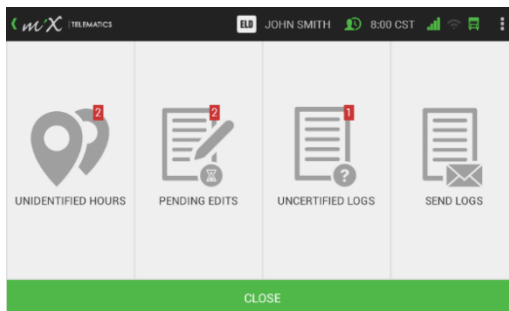 miX TELEMATICS ELD JOHN SMITH 8:00 CST
2 2 1
?
UNIDENTIFIED HOURS PENDING EDITS UNCERTIFIED LOGS SEND LOGS
CLOSE